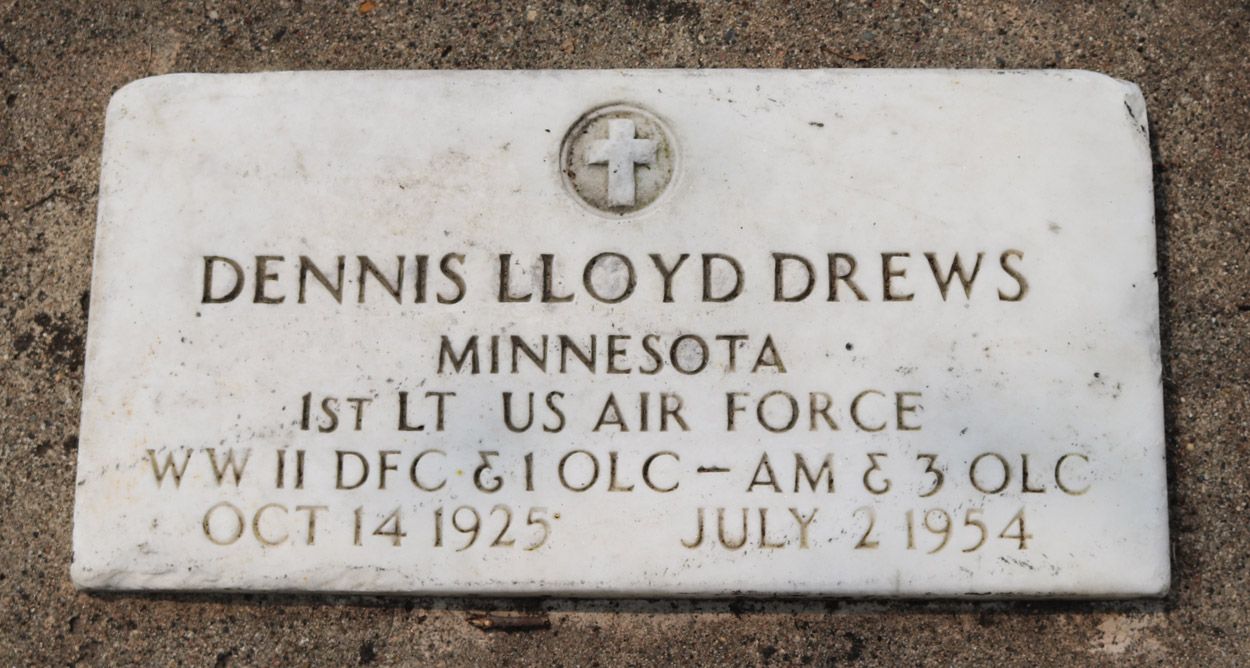 DENNIS LLOYD DREWS
MINNESOTA
1ST LT US AIR FORCE
WW II DFC & 1 OLC – AM & 3 OLC
OCT 14 1925 JULY 2 1954